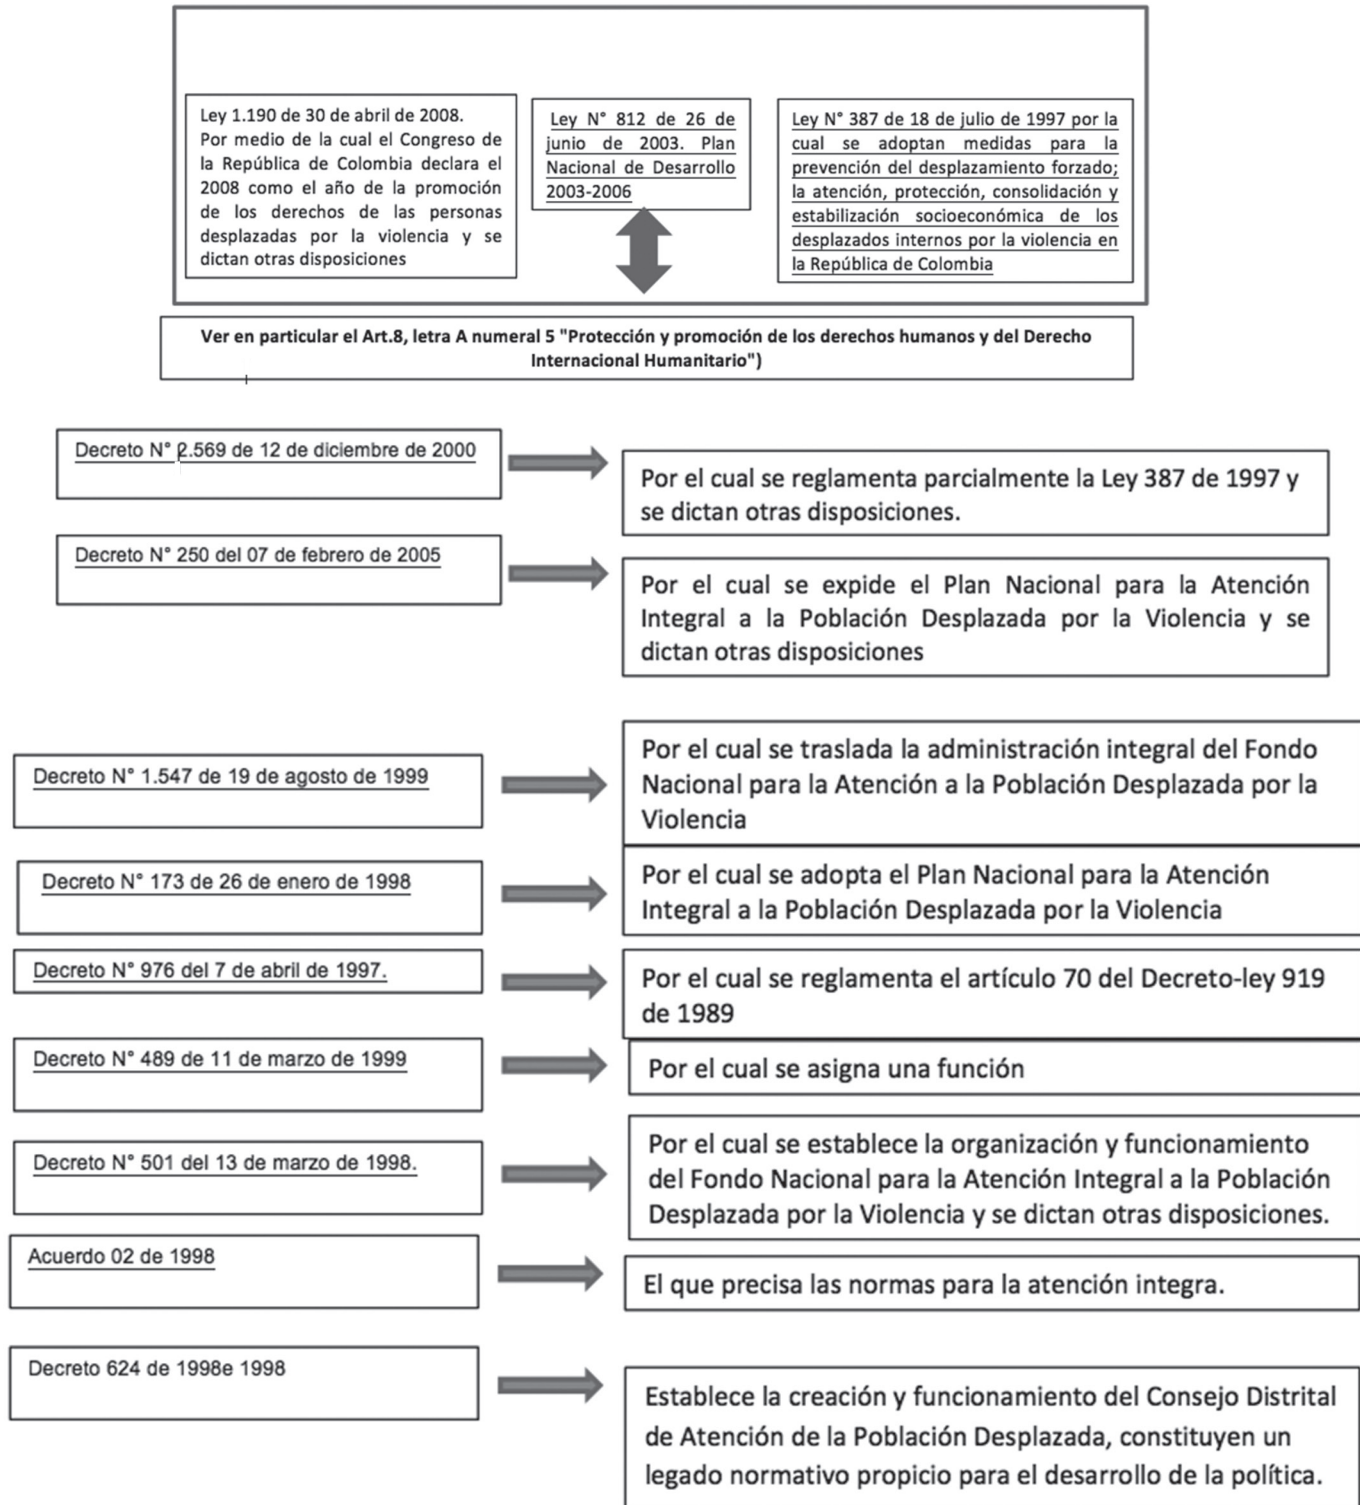 Ley 1.190 de 30 de abril de 2008.
Por medio de la cual el Congreso de
la República de Colombia declara el
2008 como el año de la promoción
de los derechos de las personas
desplazadas por la violencia y se
dictan otras disposiciones
Ley N° 812 de 26 de
junio de 2003. Plan
Nacional de Desarrollo
2003-2006
Ley N° 387 de 18 de julio de 1997 por la
cual se adoptan medidas para la
prevención del desplazamiento forzado;
la atención, protección, consolidación y
estabilización socioeconómica de los
desplazados internos por la violencia en
la República de Colombia
Ver en particular el Art.8, letra A numeral 5 "Protección y promoción de los derechos humanos y del Derecho
Internacional Humanitario")
Decreto N° 2.569 de 12 de diciembre de 2000
Por el cual se reglamenta parcialmente la Ley 387 de 1997 y
se dictan otras disposiciones.
Decreto N° 250 del 07 de febrero de 2005
Por el cual se expide el Plan Nacional para la Atención
Integral a la Población Desplazada por la Violencia y se
dictan otras disposiciones
Decreto N° 1.547 de 19 de agosto de 1999
Por el cual se traslada la administración integral del Fondo
Nacional para la Atención a la Población Desplazada por la
Violencia
Decreto N° 173 de 26 de enero de 1998
Por el cual se adopta el Plan Nacional para la Atención
Integral a la Población Desplazada por la Violencia
Decreto N° 976 del 7 de abril de 1997.
Por el cual se reglamenta el artículo 70 del Decreto-ley 919
de 1989
Decreto N° 489 de 11 de marzo de 1999
Por el cual se asigna una función
Decreto N° 501 del 13 de marzo de 1998.
Por el cual se establece la organización y funcionamiento
del Fondo Nacional para la Atención Integral a la Población
Desplazada por la Violencia y se dictan otras disposiciones.
Acuerdo 02 de 1998
El que precisa las normas para la atención integra.
Decreto 624 de 1998e 1998
Establece la creación y funcionamiento del Consejo Distrital
de Atención de la Población Desplazada, constituyen un
legado normativo propicio para el desarrollo de la política.